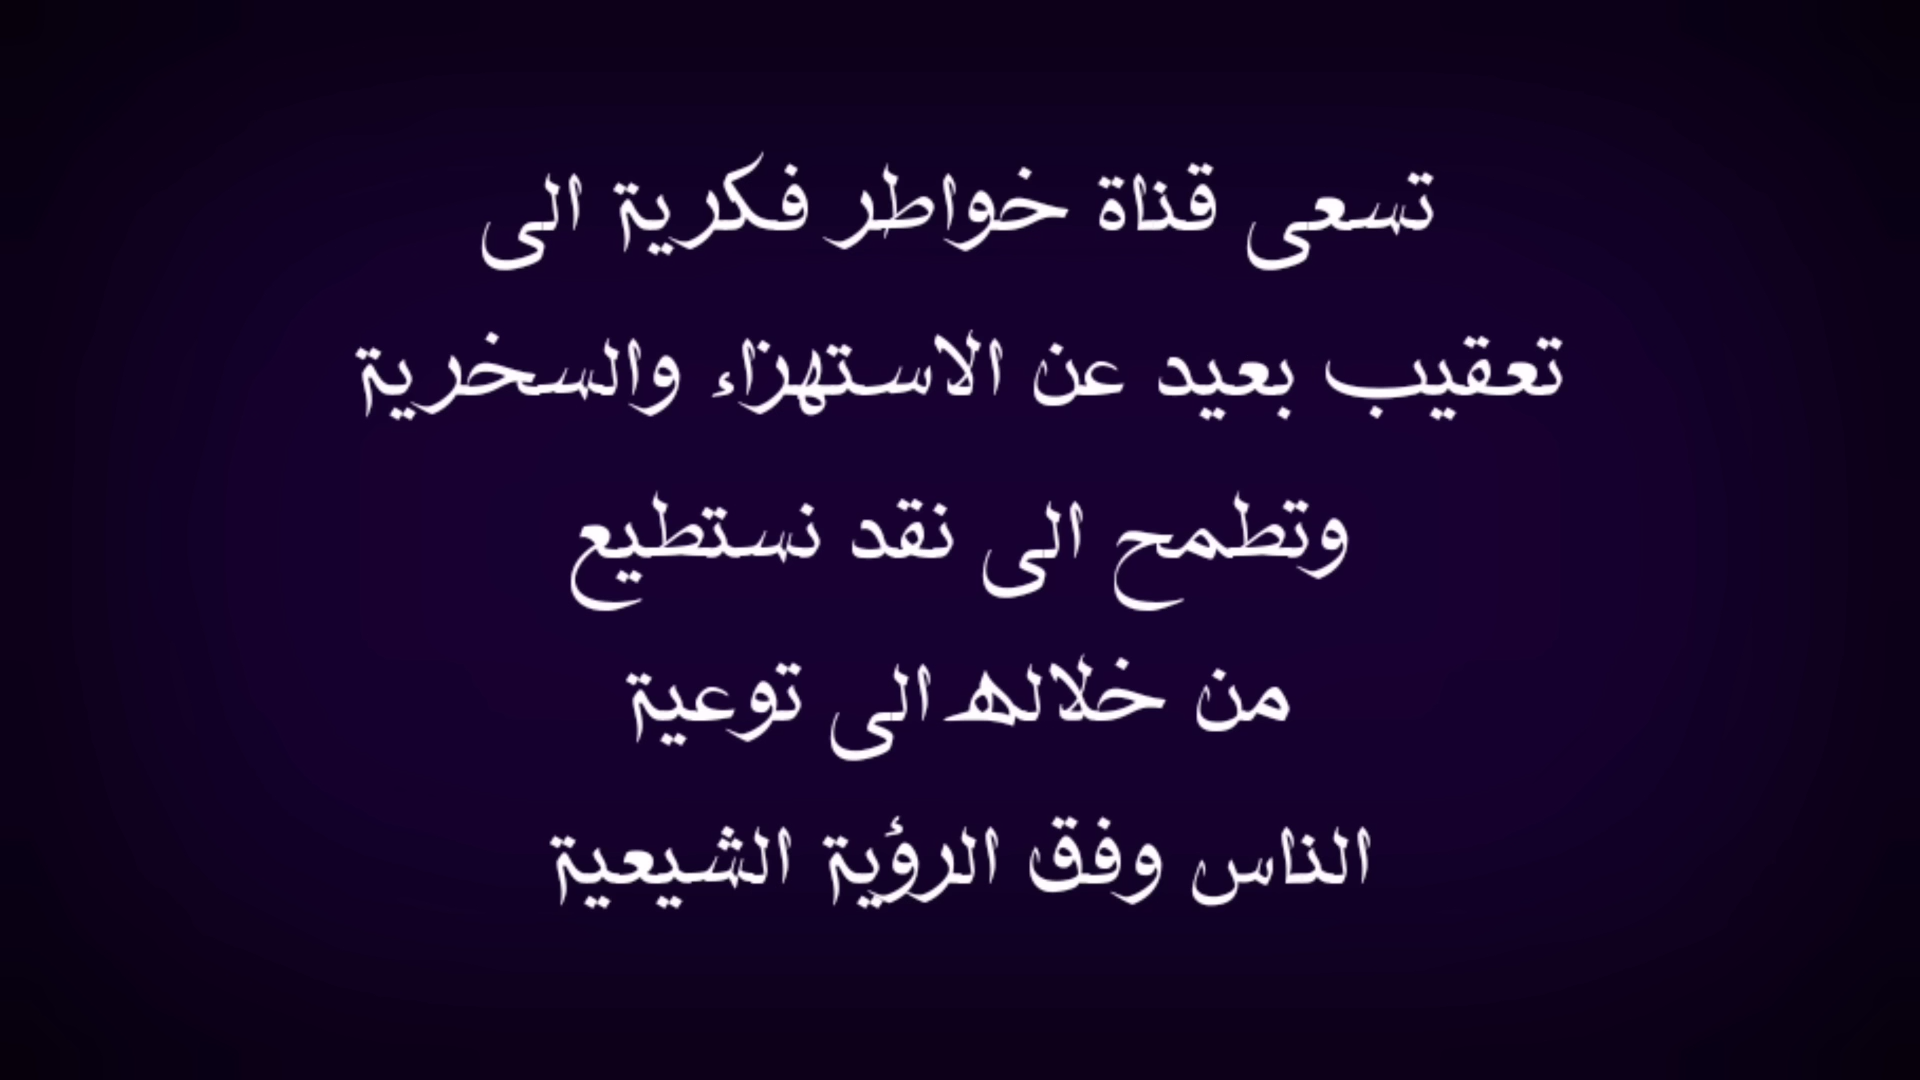 تسعى قناة خواطر فكرية الى
تعقيب بعيد عن الاستهزاء والسخرية
وتطمح الى نقد نستطيع
من خلاله الى توعية
الناس وفق الرؤية الشيعية